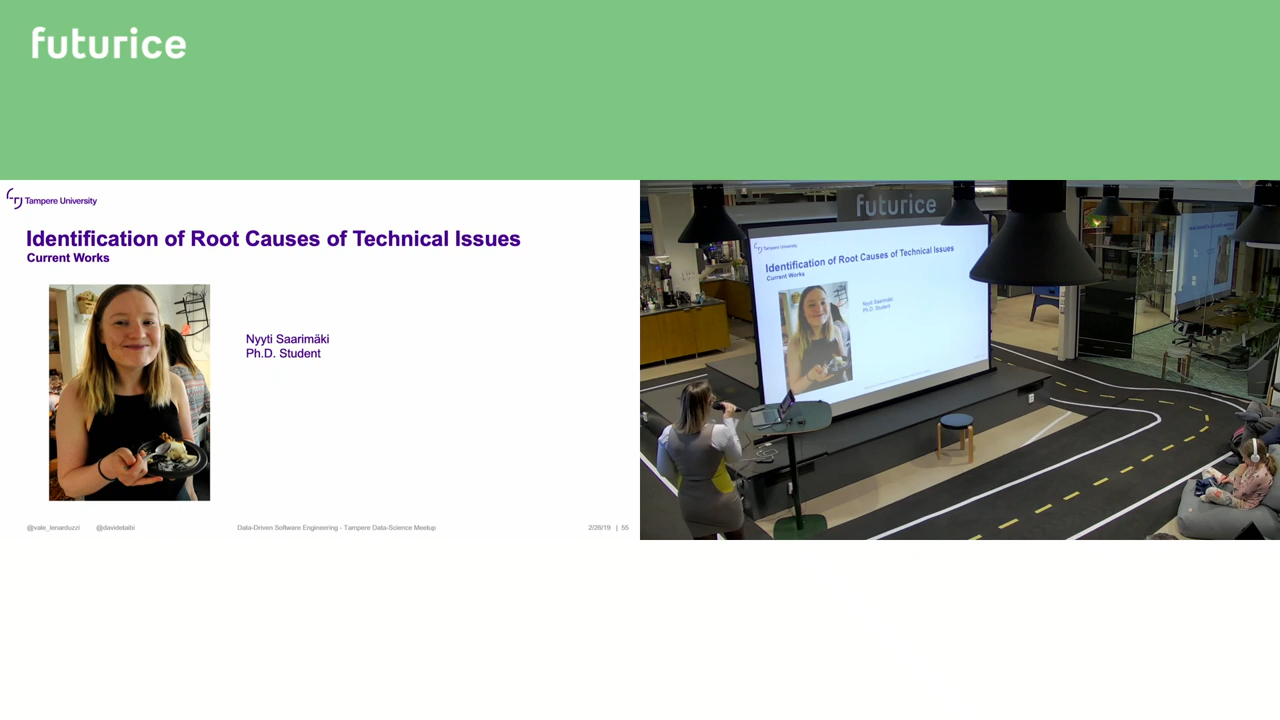 futurice
Tampere University
Identification of Root Causes of Technical Issues
Current Works
Nyyti Saarimäki
Ph.D. Student
@vale_lenarduzzi
@davidetaibi
Data-Driven Software Engineering - Tampere Data-Science Meetup
2/26/19 | 55
futurice
Tampere University
Identification of Root Causes of Technical Issues
Current Works
Nyyti Saarimäki
Ph.D. Student